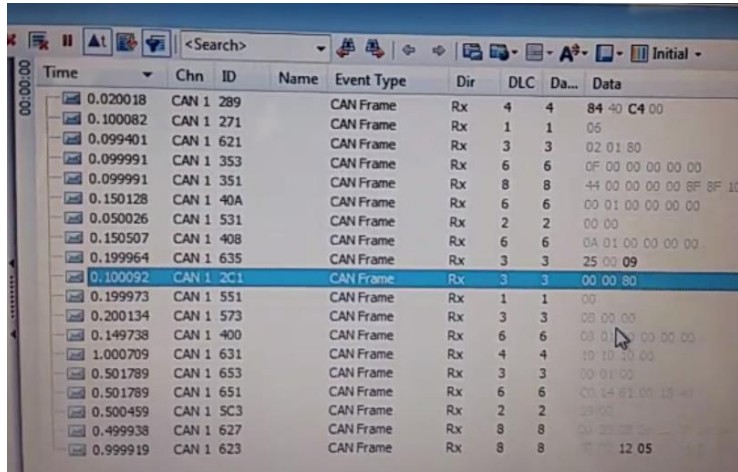 Δt <Search> Initial
00:00:00
Time Chn ID Name Event Type Dir DLC Da... Data
0.020018 CAN 1 289 CAN Frame Rx 4 4 84 40 C4 00
0.100082 CAN 1 271 CAN Frame Rx 1 1 05
0.099401 CAN 1 621 CAN Frame Rx 3 3 02 01 80
0.099991 CAN 1 353 CAN Frame Rx 6 6 0F 00 00 00 00 00
0.099991 CAN 1 351 CAN Frame Rx 8 8 44 00 00 00 00 8F 8F 10
0.150128 CAN 1 40A CAN Frame Rx 6 6 00 01 00 00 00 00
0.050026 CAN 1 531 CAN Frame Rx 2 2 00 00
0.150507 CAN 1 408 CAN Frame Rx 6 6 0A 01 00 00 00 00
0.199964 CAN 1 635 CAN Frame Rx 3 3 25 00 09
0.100092 CAN 1 2C1 CAN Frame Rx 3 3 00 00 80
0.199973 CAN 1 551 CAN Frame Rx 1 1 00
0.200134 CAN 1 573 CAN Frame Rx 3 3 08 00 00
0.149738 CAN 1 400 CAN Frame Rx 6 6 00 00 00
1.000709 CAN 1 631 CAN Frame Rx 4 4 10 10 10 00
0.501789 CAN 1 653 CAN Frame Rx 3 3 00 01 00
0.501789 CAN 1 651 CAN Frame Rx 6 6
0.500459 CAN 1 5C3 CAN Frame Rx 2 2
0.499938 CAN 1 627 CAN Frame Rx 8 8
0.999919 CAN 1 623 CAN Frame Rx 8 8 12 05